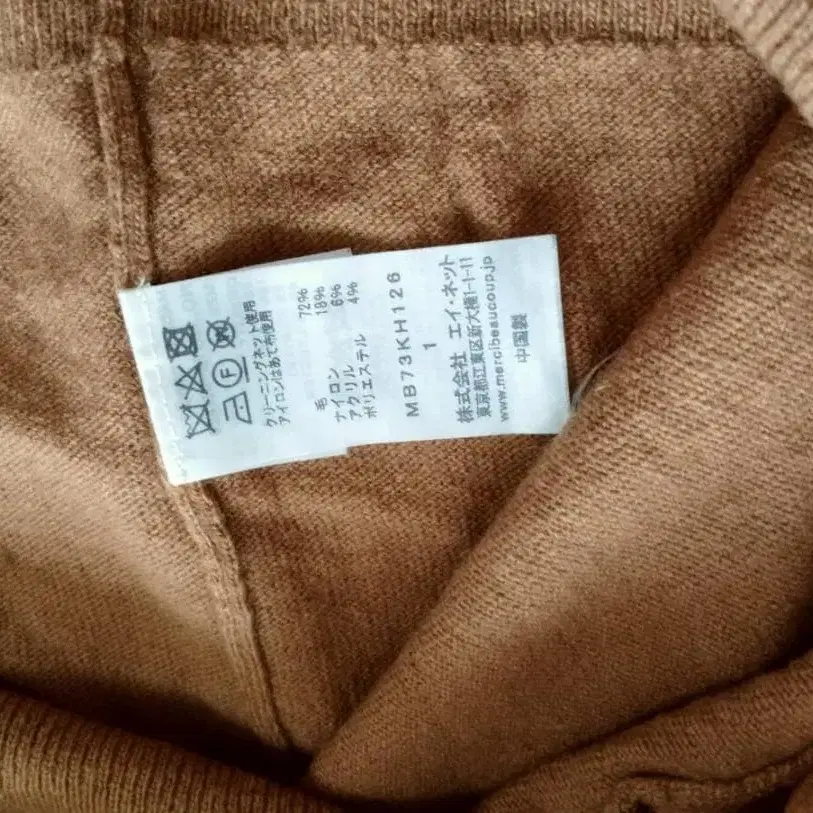 クリーニングネット使用
アイロンはあて布使用
毛 72%
ナイロン 18%
アクリル 6%
ポリエステル 4%
MB73KH126
1
株式会社 エイ・ネット
東京都江東区新大橋1-1-11
www.mercibeaucoup.jp
中国製